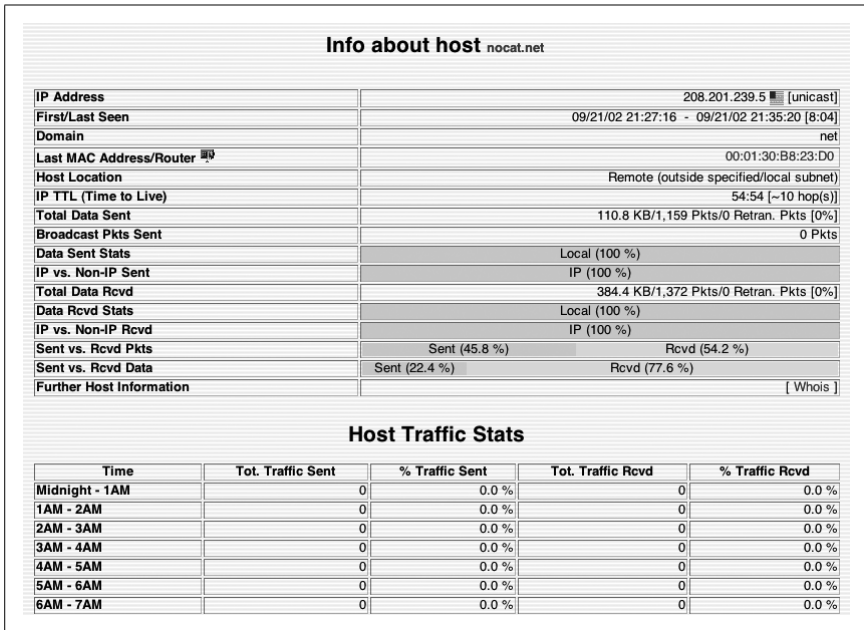 Info about host nocat.net
IP Address 208.201.239.5 [unicast]
First/Last Seen 09/21/02 21:27:16 - 09/21/02 21:35:20 [8:04]
Domain net
Last MAC Address/Router 00:01:30:B8:23:D0
Host Location Remote (outside specified/local subnet)
IP TTL (Time to Live) 54:54 [~10 hop(s)]
Total Data Sent 110.8 KB/1,159 Pkts/0 Retran. Pkts [0%]
Broadcast Pkts Sent 0 Pkts
Data Sent Stats Local (100 %)
IP vs. Non-IP Sent IP (100 %)
Total Data Rcvd 384.4 KB/1,372 Pkts/0 Retran. Pkts [0%]
Data Rcvd Stats Local (100 %)
IP vs. Non-IP Rcvd IP (100 %)
Sent vs. Rcvd Pkts Sent (45.8 %) Rcvd (54.2 %)
Sent vs. Rcvd Data Sent (22.4 %) Rcvd (77.6 %)
Further Host Information [ Whois ]
Host Traffic Stats
Time Tot. Traffic Sent % Traffic Sent Tot. Traffic Rcvd % Traffic Rcvd
Midnight - 1AM 0 0.0 % 0 0.0 %
1AM - 2AM 0 0.0 % 0 0.0 %
2AM - 3AM 0 0.0 % 0 0.0 %
3AM - 4AM 0 0.0 % 0 0.0 %
4AM - 5AM 0 0.0 % 0 0.0 %
5AM - 6AM 0 0.0 % 0 0.0 %
6AM - 7AM 0 0.0 % 0 0.0 %